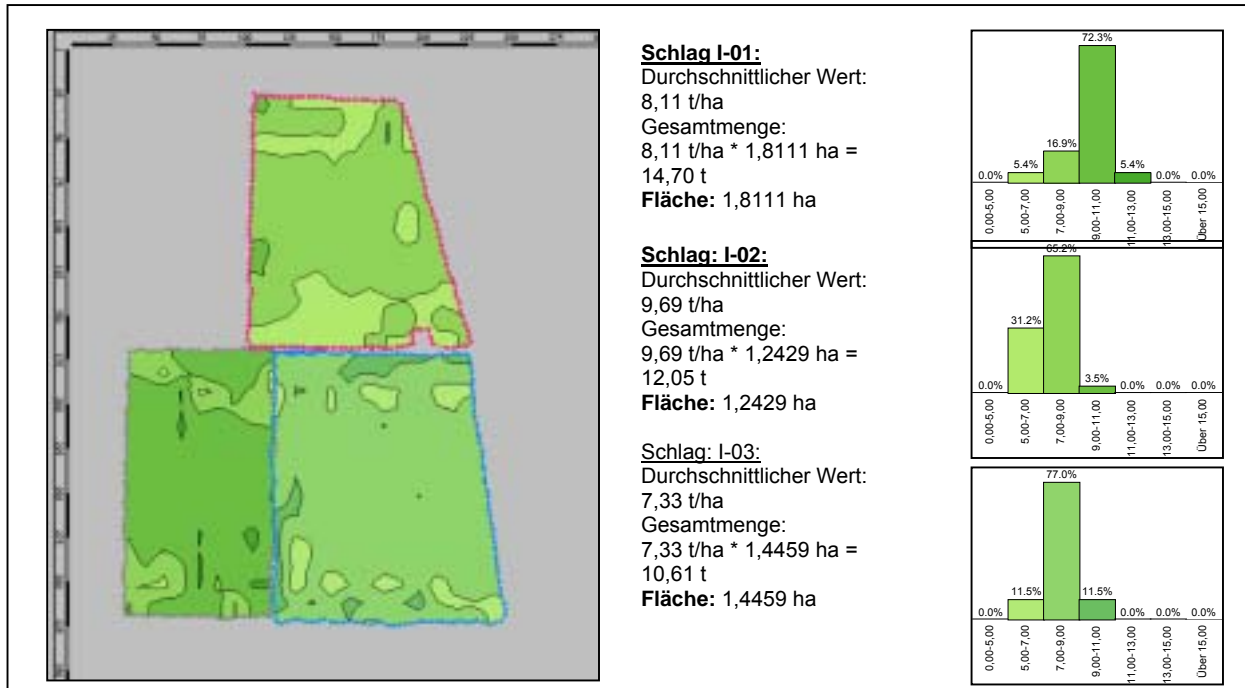 Schlag I-01:
Durchschnittlicher Wert:
8,11 t/ha
Gesamtmenge:
8,11 t/ha * 1,8111 ha =
14,70 t
Fläche: 1,8111 ha
Schlag: I-02:
Durchschnittlicher Wert:
9,69 t/ha
Gesamtmenge:
9,69 t/ha * 1,2429 ha =
12,05 t
Fläche: 1,2429 ha
Schlag: I-03:
Durchschnittlicher Wert:
7,33 t/ha
Gesamtmenge:
7,33 t/ha * 1,4459 ha =
10,61 t
Fläche: 1,4459 ha
0.0% 5.4% 16.9% 72.3% 5.4% 0.0% 0.0%
0,00-5,00
5,00-7,00
7,00-9,00
9,00-11,00
11,00-13,00
13,00-15,00
Über 15,00
0.0% 31.2% 65.2% 3.5% 0.0% 0.0% 0.0%
0,00-5,00
5,00-7,00
7,00-9,00
9,00-11,00
11,00-13,00
13,00-15,00
Über 15,00
0.0% 11.5% 77.0% 11.5% 0.0% 0.0% 0.0%
0,00-5,00
5,00-7,00
7,00-9,00
9,00-11,00
11,00-13,00
13,00-15,00
Über 15,00